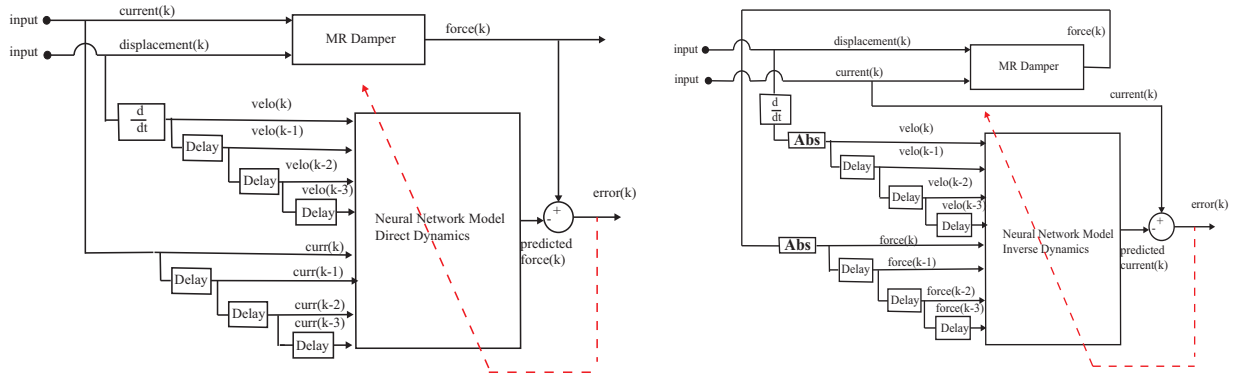 input
current(k)
input
displacement(k)
MR Damper
force(k)
d
dt
velo(k)
velo(k-1)
Delay
velo(k-2)
Delay
velo(k-3)
Delay
Neural Network Model
Direct Dynamics
+
-
error(k)
predicted
force(k)
curr(k)
curr(k-1)
Delay
curr(k-2)
Delay
curr(k-3)
Delay
force(k)
input
displacement(k)
MR Damper
input
current(k)
current(k)
d
dt
Abs
velo(k)
velo(k-1)
Delay
velo(k-2)
Delay
velo(k-3)
Delay
Neural Network Model
Inverse Dynamics
+
-
error(k)
predicted
current(k)
Abs
force(k)
force(k-1)
Delay
force(k-2)
Delay
force(k-3)
Delay